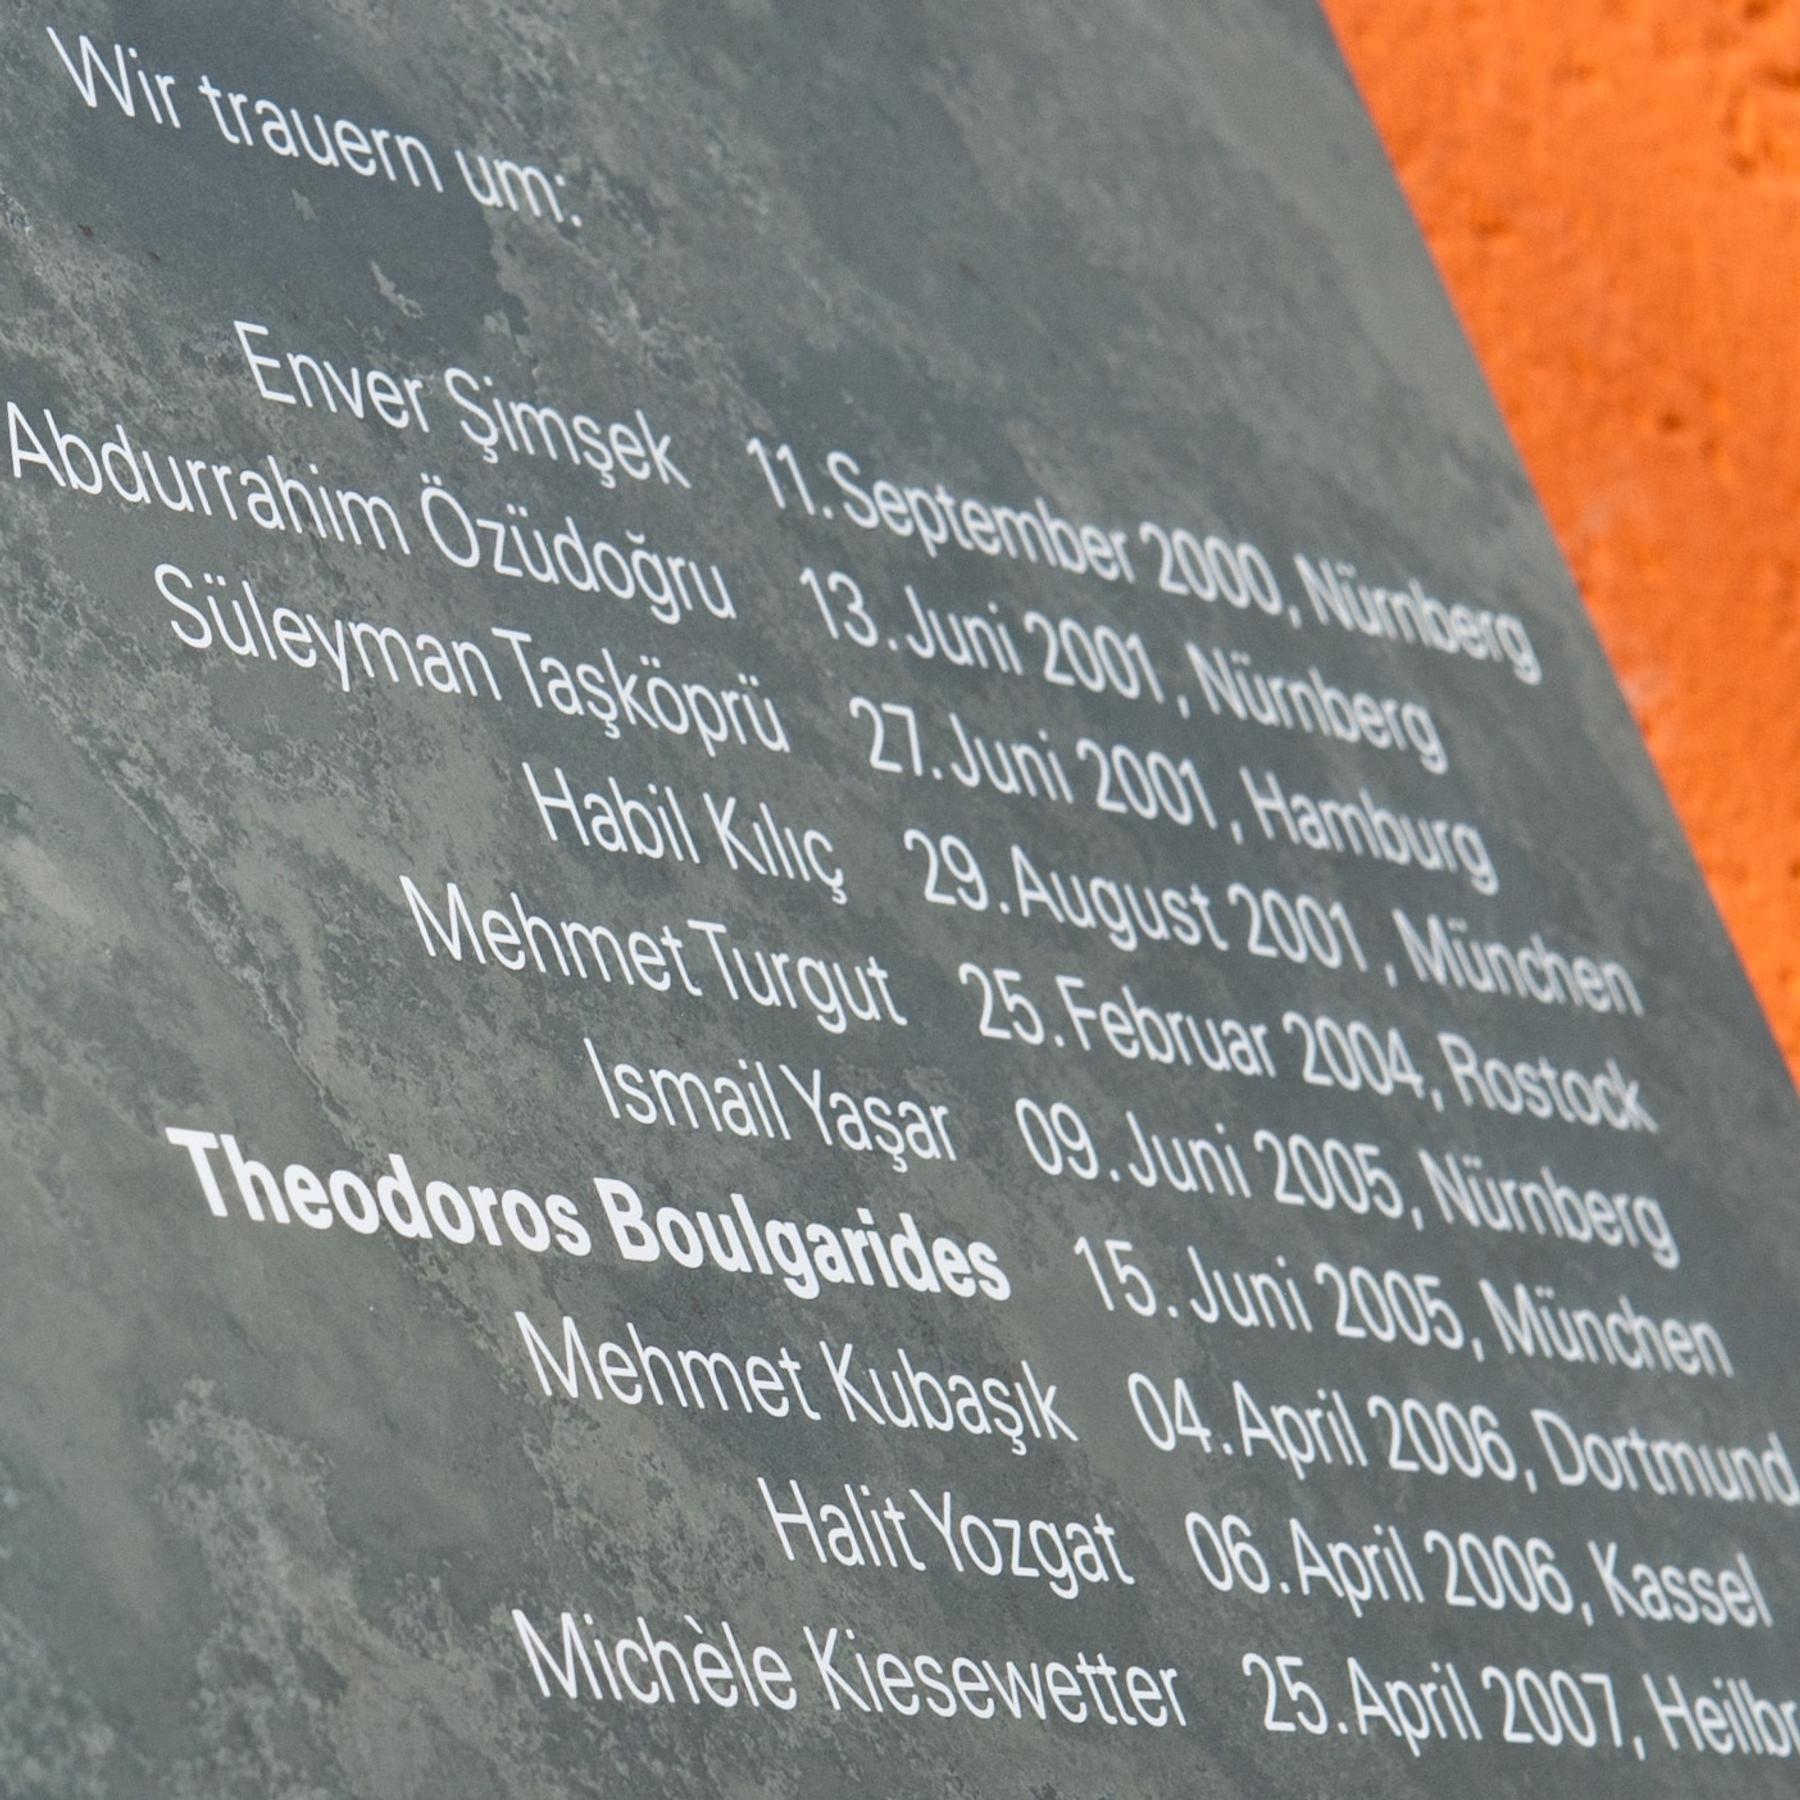 Wir trauern um:
Enver Şimşek 11. September 2000, Nürnberg
Abdurrahim Özüdoğru 13. Juni 2001, Nürnberg
Süleyman Taşköprü 27. Juni 2001, Hamburg
Habil Kılıç 29. August 2001, München
Mehmet Turgut 25. Februar 2004, Rostock
Ismail Yaşar 09. Juni 2005, Nürnberg
Theodoros Boulgarides 15. Juni 2005, München
Mehmet Kubaşık 04. April 2006, Dortmund
Halit Yozgat 06. April 2006, Kassel
Michèle Kiesewetter 25. April 2007, Heilbr